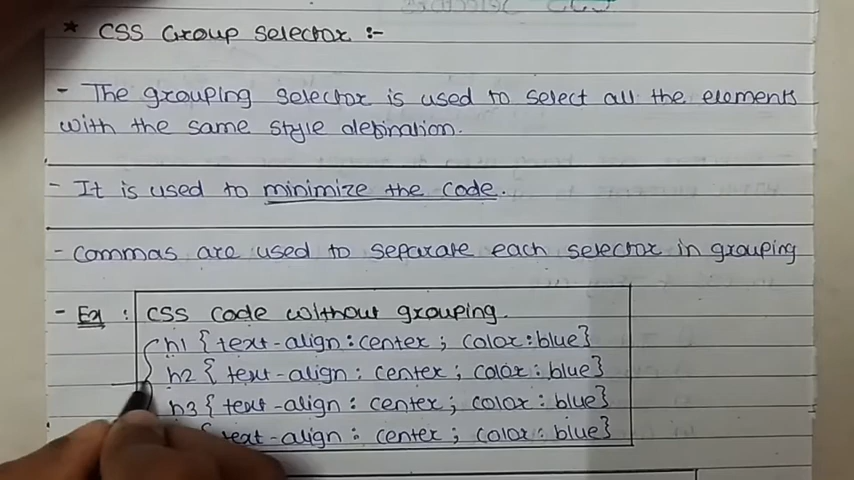 * CSS Group Selector :-
- The grouping selector is used to select all the elements
with the same style defination.
- It is used to minimize the code.
- Commas are used to separate each selector in grouping
- Ex : CSS code without grouping.
h1 { text-align : center ; color : blue }
h2 { text-align : center ; color : blue }
h3 { text-align : center ; color : blue }
{ text-align : center ; color : blue }